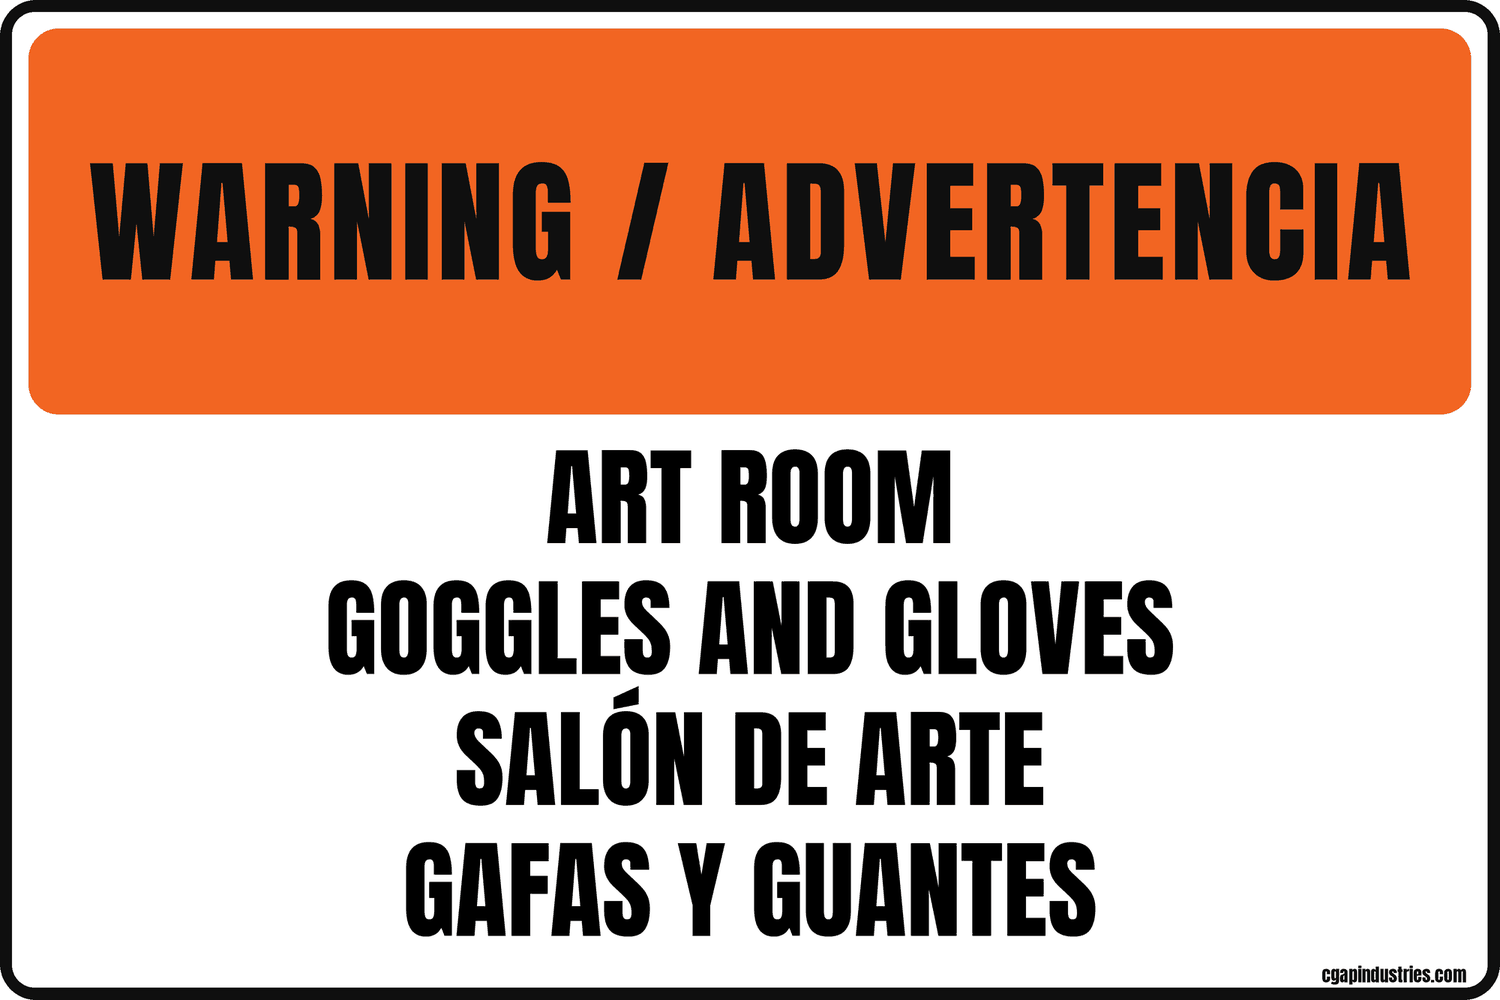 WARNING / ADVERTENCIA
ART ROOM
GOGGLES AND GLOVES
SALÓN DE ARTE
GAFAS Y GUANTES
cgapindustries.com